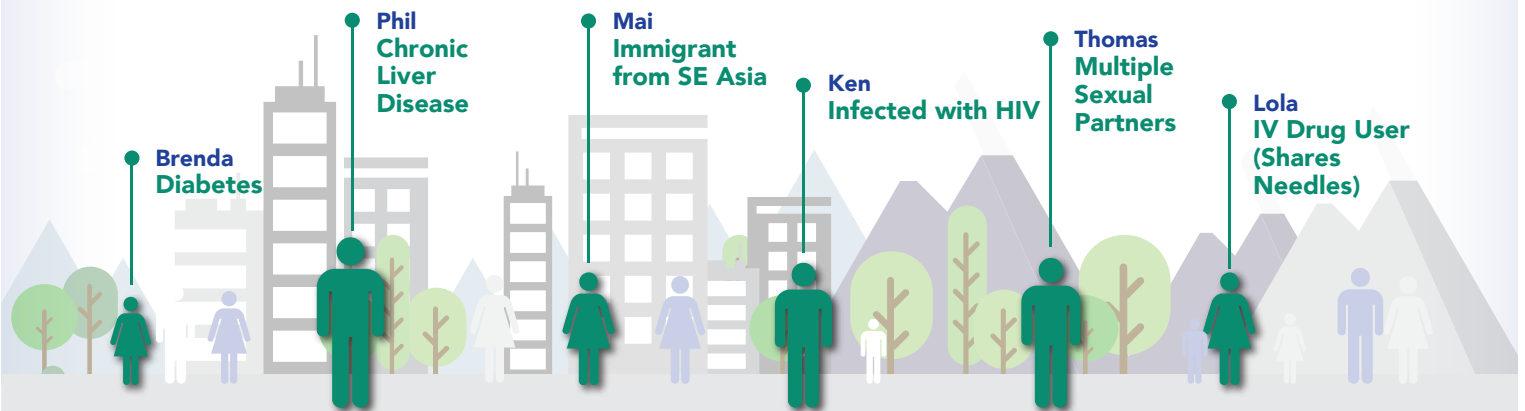 Brenda
Diabetes
Phil
Chronic
Liver
Disease
Mai
Immigrant
from SE Asia
Ken
Infected with HIV
Thomas
Multiple
Sexual
Partners
Lola
IV Drug User
(Shares
Needles)